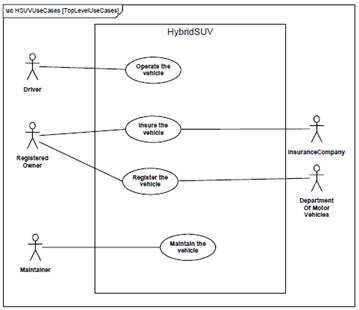 uc HSUVUseCases [TopLevelUseCases]
HybridSUV
Operate the
vehicle
Driver
Insure the
vehicle
Registered
Owner
InsuranceCompany
Register the
vehicle
Department
Of Motor
Vehicles
Maintain the
vehicle
Maintainer